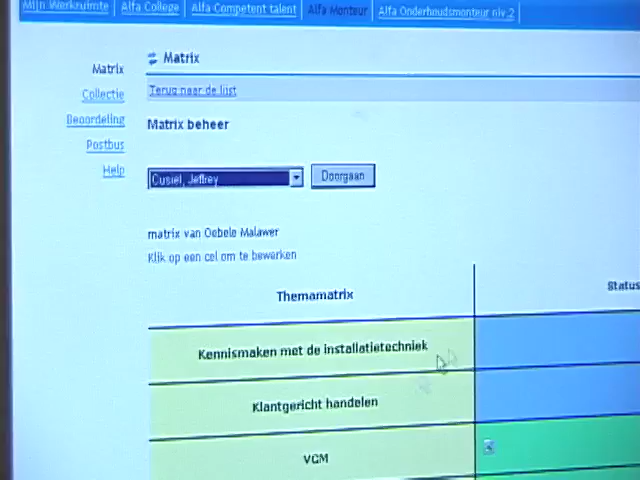 Mijn Werkruimte | Alfa College | Alfa Competent talent | Alfa Monteur | Alfa Onderhoudsmonteur niv 2
Matrix
Matrix
Collectie
Terug naar de lijst
Beoordeling
Matrix beheer
Postbus
Help
Cusiel, Jeffrey
Doorgaan
matrix van Oebele Malawer
Klik op een cel om te bewerken
Themamatrix
Status
Kennismaken met de installatietechniek
Klantgericht handelen
VCM